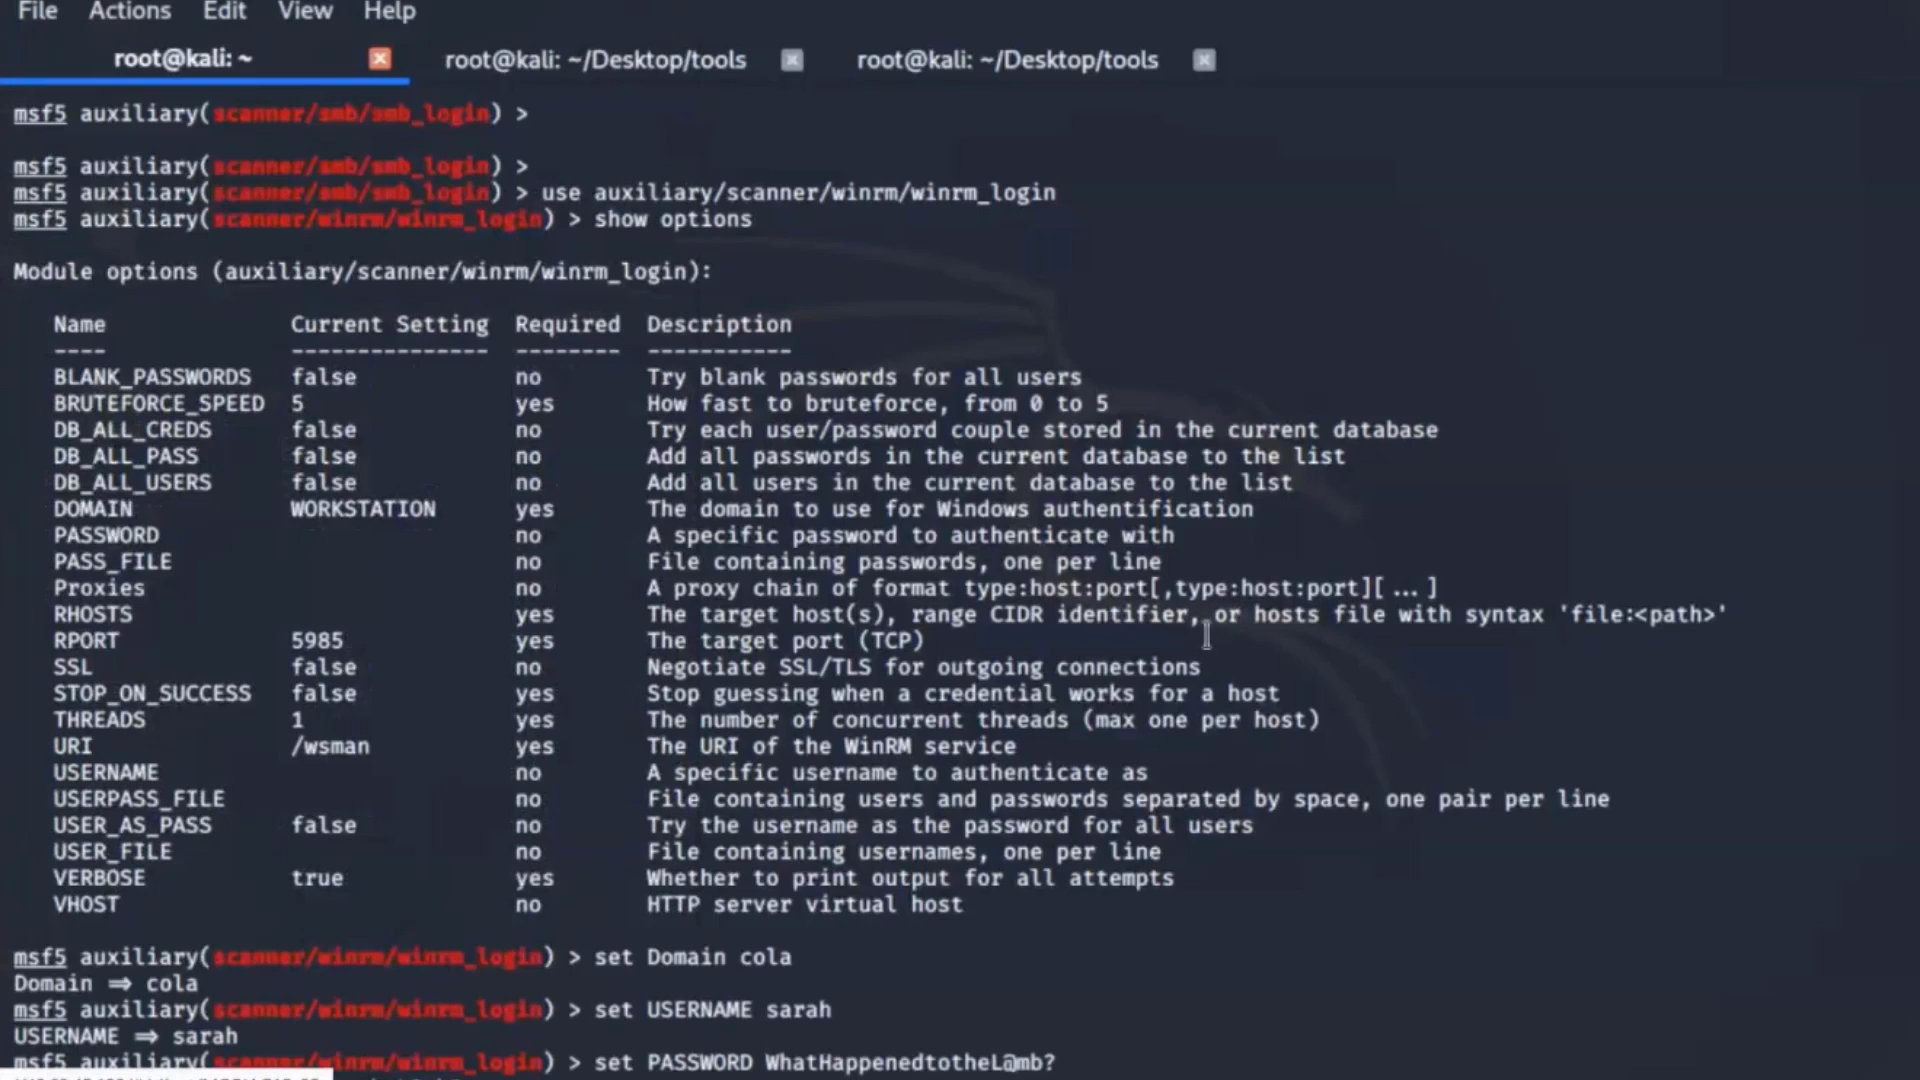 File Actions Edit View Help
root@kali: ~ root@kali: ~/Desktop/tools root@kali: ~/Desktop/tools
msf5 auxiliary(scanner/smb/smb_login) >
msf5 auxiliary(scanner/smb/smb_login) >
msf5 auxiliary(scanner/smb/smb_login) > use auxiliary/scanner/winrm/winrm_login
msf5 auxiliary(scanner/winrm/winrm_login) > show options
Module options (auxiliary/scanner/winrm/winrm_login):
Name Current Setting Required Description
---- --------------- -------- -----------
BLANK_PASSWORDS false no Try blank passwords for all users
BRUTEFORCE_SPEED 5 yes How fast to bruteforce, from 0 to 5
DB_ALL_CREDS false no Try each user/password couple stored in the current database
DB_ALL_PASS false no Add all passwords in the current database to the list
DB_ALL_USERS false no Add all users in the current database to the list
DOMAIN WORKSTATION yes The domain to use for Windows authentification
PASSWORD no A specific password to authenticate with
PASS_FILE no File containing passwords, one per line
Proxies no A proxy chain of format type:host:port[,type:host:port][...]
RHOSTS yes The target host(s), range CIDR identifier, or hosts file with syntax 'file:<path>'
RPORT 5985 yes The target port (TCP)
SSL false no Negotiate SSL/TLS for outgoing connections
STOP_ON_SUCCESS false yes Stop guessing when a credential works for a host
THREADS 1 yes The number of concurrent threads (max one per host)
URI /wsman yes The URI of the WinRM service
USERNAME no A specific username to authenticate as
USERPASS_FILE no File containing users and passwords separated by space, one pair per line
USER_AS_PASS false no Try the username as the password for all users
USER_FILE no File containing usernames, one per line
VERBOSE true yes Whether to print output for all attempts
VHOST no HTTP server virtual host
msf5 auxiliary(scanner/winrm/winrm_login) > set Domain cola
Domain => cola
msf5 auxiliary(scanner/winrm/winrm_login) > set USERNAME sarah
USERNAME => sarah
msf5 auxiliary(scanner/winrm/winrm_login) > set PASSWORD WhatHappenedtotheL@mb?